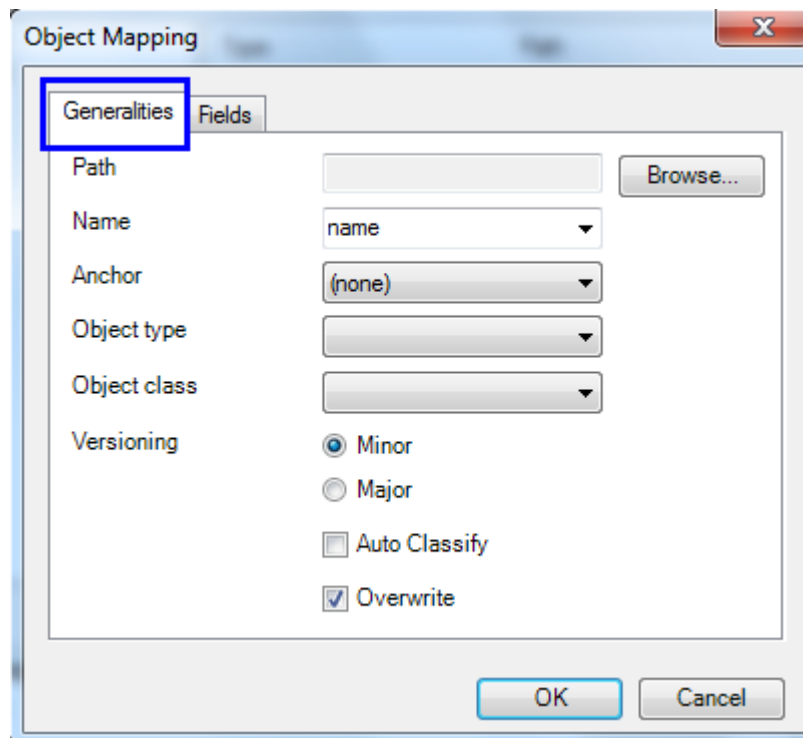 Object Mapping
Generalities Fields
Path Browse...
Name name
Anchor (none)
Object type
Object class
Versioning Minor
Major
Auto Classify
Overwrite
OK Cancel